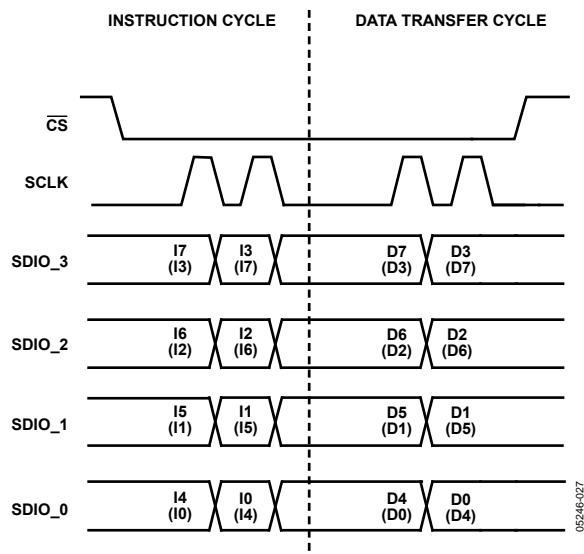 INSTRUCTION CYCLE DATA TRANSFER CYCLE
CS
SCLK
SDIO_3 I7 I3 D7 D3
(I3) (I7) (D3) (D7)
SDIO_2 I6 I2 D6 D2
(I2) (I6) (D2) (D6)
SDIO_1 I5 I1 D5 D1
(I1) (I5) (D1) (D5)
SDIO_0 I4 I0 D4 D0
(I0) (I4) (D0) (D4)
05246-027